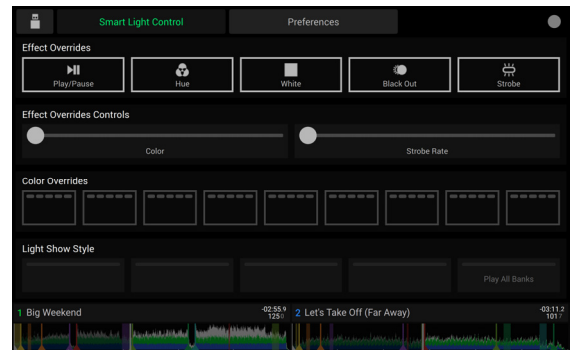 Smart Light Control
Preferences
Effect Overrides
Play/Pause
Hue
White
Black Out
Strobe
Effect Overrides Controls
Color
Strobe Rate
Color Overrides
Light Show Style
Play All Banks
1 Big Weekend
-02:55.9
125.0
2 Let's Take Off (Far Away)
-03:11.2
101.7